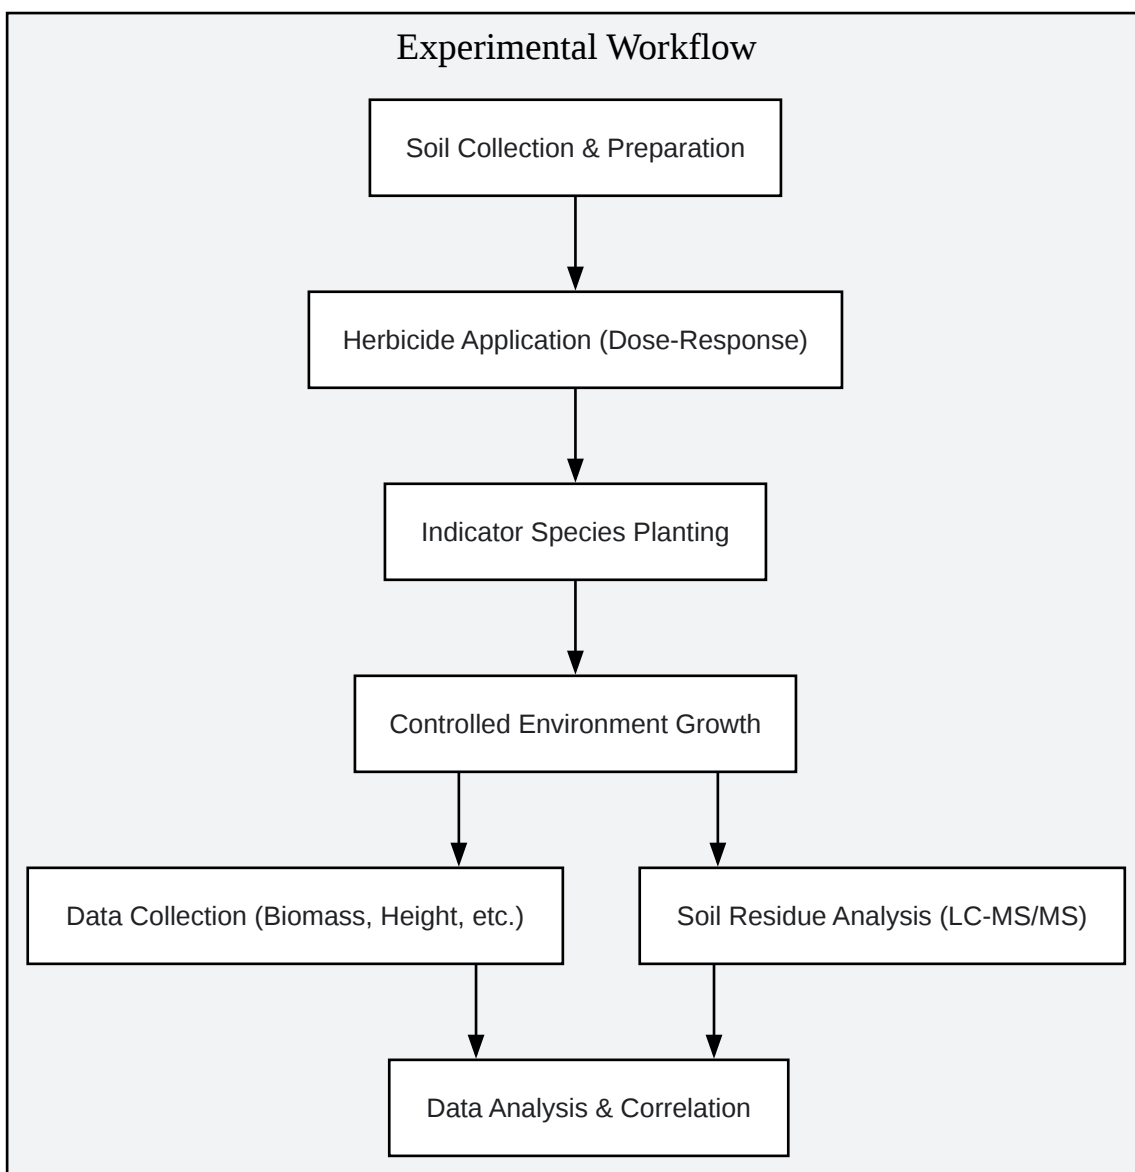 Experimental Workflow
Soil Collection & Preparation
Herbicide Application (Dose-Response)
Indicator Species Planting
Controlled Environment Growth
Data Collection (Biomass, Height, etc.)
Soil Residue Analysis (LC-MS/MS)
Data Analysis & Correlation